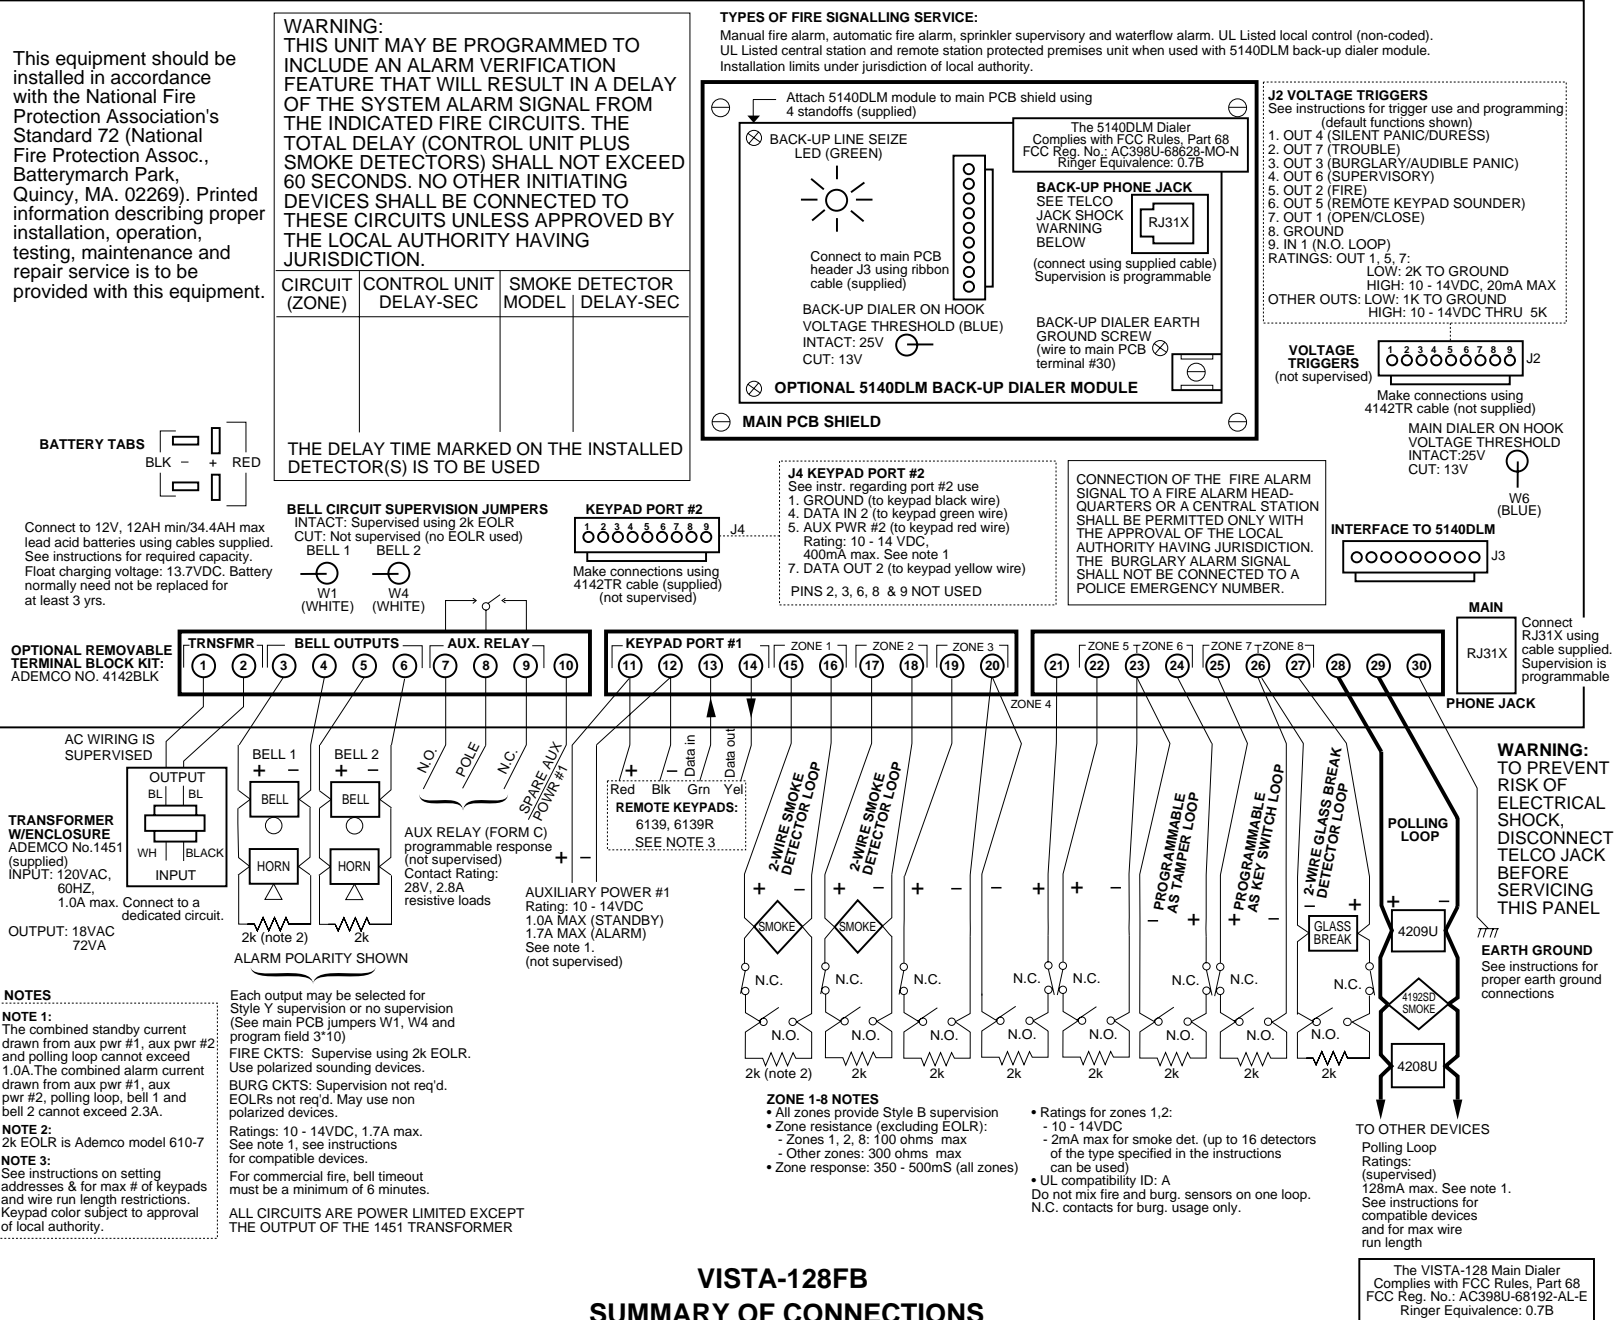 This equipment should be
installed in accordance
with the National Fire
Protection Association's
Standard 72 (National
Fire Protection Assoc.,
Batterymarch Park,
Quincy, MA. 02269). Printed
information describing proper
installation, operation,
testing, maintenance and
repair service is to be
provided with this equipment.
WARNING:
THIS UNIT MAY BE PROGRAMMED TO
INCLUDE AN ALARM VERIFICATION
FEATURE THAT WILL RESULT IN A DELAY
OF THE SYSTEM ALARM SIGNAL FROM
THE INDICATED FIRE CIRCUITS. THE
TOTAL DELAY (CONTROL UNIT PLUS
SMOKE DETECTORS) SHALL NOT EXCEED
60 SECONDS. NO OTHER INITIATING
DEVICES SHALL BE CONNECTED TO
THESE CIRCUITS UNLESS APPROVED BY
THE LOCAL AUTHORITY HAVING
JURISDICTION.
CIRCUIT (ZONE)
CONTROL UNIT DELAY-SEC
SMOKE DETECTOR
MODEL DELAY-SEC
THE DELAY TIME MARKED ON THE INSTALLED
DETECTOR(S) IS TO BE USED
TYPES OF FIRE SIGNALLING SERVICE:
Manual fire alarm, automatic fire alarm, sprinkler supervisory and waterflow alarm. UL Listed local control (non-coded).
UL Listed central station and remote station protected premises unit when used with 5140DLM back-up dialer module.
Installation limits under jurisdiction of local authority.
Attach 5140DLM module to main PCB shield using
4 standoffs (supplied)
BACK-UP LINE SEIZE
LED (GREEN)
The 5140DLM Dialer
Complies with FCC Rules, Part 68
FCC Reg. No.: AC398U-68628-MO-N
Ringer Equivalence: 0.7B
BACK-UP PHONE JACK
SEE TELCO
JACK SHOCK
WARNING
BELOW
RJ31X
(connect using supplied cable)
Supervision is programmable
Connect to main PCB
header J3 using ribbon
cable (supplied)
BACK-UP DIALER ON HOOK
VOLTAGE THRESHOLD (BLUE)
INTACT: 25V
CUT: 13V
BACK-UP DIALER EARTH
GROUND SCREW
(wire to main PCB
terminal #30)
OPTIONAL 5140DLM BACK-UP DIALER MODULE
MAIN PCB SHIELD
J2 VOLTAGE TRIGGERS
See instructions for trigger use and programming
(default functions shown)
1. OUT 4 (SILENT PANIC/DURESS)
2. OUT 7 (TROUBLE)
3. OUT 3 (BURGLARY/AUDIBLE PANIC)
4. OUT 6 (SUPERVISORY)
5. OUT 2 (FIRE)
6. OUT 5 (REMOTE KEYPAD SOUNDER)
7. OUT 1 (OPEN/CLOSE)
8. GROUND
9. IN 1 (N.O. LOOP)
RATINGS: OUT 1, 5, 7:
LOW: 2K TO GROUND
HIGH: 10 - 14VDC, 20mA MAX
OTHER OUTS: LOW: 1K TO GROUND
HIGH: 10 - 14VDC THRU 5K
VOLTAGE
TRIGGERS
(not supervised)
1 2 3 4 5 6 7 8 9
J2
Make connections using
4142TR cable (not supplied)
MAIN DIALER ON HOOK
VOLTAGE THRESHOLD
INTACT:25V
CUT: 13V
W6
(BLUE)
BATTERY TABS
BLK - + RED
Connect to 12V, 12AH min/34.4AH max
lead acid batteries using cables supplied.
See instructions for required capacity.
Float charging voltage: 13.7VDC. Battery
normally need not be replaced for
at least 3 yrs.
BELL CIRCUIT SUPERVISION JUMPERS
INTACT: Supervised using 2k EOLR
CUT: Not supervised (no EOLR used)
BELL 1 BELL 2
W1 W4
(WHITE) (WHITE)
KEYPAD PORT #2
1 2 3 4 5 6 7 8 9
J4
Make connections using
4142TR cable (supplied)
(not supervised)
J4 KEYPAD PORT #2
See instr. regarding port #2 use
1. GROUND (to keypad black wire)
4. DATA IN 2 (to keypad green wire)
5. AUX PWR #2 (to keypad red wire)
Rating: 10 - 14 VDC,
400mA max. See note 1
7. DATA OUT 2 (to keypad yellow wire)
PINS 2, 3, 6, 8 & 9 NOT USED
CONNECTION OF THE FIRE ALARM
SIGNAL TO A FIRE ALARM HEAD-
QUARTERS OR A CENTRAL STATION
SHALL BE PERMITTED ONLY WITH
THE APPROVAL OF THE LOCAL
AUTHORITY HAVING JURISDICTION.
THE BURGLARY ALARM SIGNAL
SHALL NOT BE CONNECTED TO A
POLICE EMERGENCY NUMBER.
INTERFACE TO 5140DLM
J3
MAIN
RJ31X
PHONE JACK
Connect
RJ31X using
cable supplied.
Supervision is
programmable
OPTIONAL REMOVABLE
TERMINAL BLOCK KIT:
ADEMCO NO. 4142BLK
TRNSFMR BELL OUTPUTS AUX. RELAY
1 2 3 4 5 6 7 8 9 10
KEYPAD PORT #1 ZONE 1 ZONE 2 ZONE 3
11 12 13 14 15 16 17 18 19 20
ZONE 4
ZONE 5 ZONE 6 ZONE 7 ZONE 8
21 22 23 24 25 26 27 28 29 30
AC WIRING IS
SUPERVISED
OUTPUT
BL BL
WH BLACK
INPUT
TRANSFORMER
W/ENCLOSURE
ADEMCO No.1451
(supplied)
INPUT: 120VAC,
60HZ,
1.0A max. Connect to a
dedicated circuit.
OUTPUT: 18VAC
72VA
BELL 1 BELL 2
+ - + -
BELL BELL
HORN HORN
2k (note 2) 2k
ALARM POLARITY SHOWN
N.O.
POLE
N.C.
AUX RELAY (FORM C)
programmable response
(not supervised)
Contact Rating:
28V, 2.8A
resistive loads
SPARE AUX
POWR #1
+ -
AUXILIARY POWER #1
Rating: 10 - 14VDC
1.0A MAX (STANDBY)
1.7A MAX (ALARM)
See note 1.
(not supervised)
Data in
Data out
+ -
Red Blk Grn Yel
REMOTE KEYPADS:
6139, 6139R
SEE NOTE 3
2-WIRE SMOKE
DETECTOR LOOP
2-WIRE SMOKE
DETECTOR LOOP
PROGRAMMABLE
AS TAMPER LOOP
PROGRAMMABLE
AS KEY SWITCH LOOP
2-WIRE GLASS BREAK
DETECTOR LOOP
+ - + - + - + - + - - + + - - +
SMOKE SMOKE
GLASS
BREAK
N.C. N.C. N.C. N.C. N.C. N.C. N.C.
N.O. N.O. N.O. N.O. N.O. N.O. N.O. N.O.
2k (note 2) 2k 2k 2k 2k 2k 2k 2k
POLLING
LOOP
+ -
4209U
4192SD
SMOKE
4208U
TO OTHER DEVICES
Polling Loop
Ratings:
(supervised)
128mA max. See note 1.
See instructions for
compatible devices
and for max wire
run length
WARNING:
TO PREVENT
RISK OF
ELECTRICAL
SHOCK,
DISCONNECT
TELCO JACK
BEFORE
SERVICING
THIS PANEL
EARTH GROUND
See instructions for
proper earth ground
connections
NOTES
NOTE 1:
The combined standby current
drawn from aux pwr #1, aux pwr #2
and polling loop cannot exceed
1.0A.The combined alarm current
drawn from aux pwr #1, aux
pwr #2, polling loop, bell 1 and
bell 2 cannot exceed 2.3A.
NOTE 2:
2k EOLR is Ademco model 610-7
NOTE 3:
See instructions on setting
addresses & for max # of keypads
and wire run length restrictions.
Keypad color subject to approval
of local authority.
Each output may be selected for
Style Y supervision or no supervision
(See main PCB jumpers W1, W4 and
program field 3*10)
FIRE CKTS: Supervise using 2k EOLR.
Use polarized sounding devices.
BURG CKTS: Supervision not req'd.
EOLRs not req'd. May use non
polarized devices.
Ratings: 10 - 14VDC, 1.7A max.
See note 1, see instructions
for compatible devices.
For commercial fire, bell timeout
must be a minimum of 6 minutes.
ALL CIRCUITS ARE POWER LIMITED EXCEPT
THE OUTPUT OF THE 1451 TRANSFORMER
ZONE 1-8 NOTES
• All zones provide Style B supervision
• Zone resistance (excluding EOLR):
- Zones 1, 2, 8: 100 ohms max
- Other zones: 300 ohms max
• Zone response: 350 - 500mS (all zones)
• Ratings for zones 1,2:
- 10 - 14VDC
- 2mA max for smoke det. (up to 16 detectors
of the type specified in the instructions
can be used)
• UL compatibility ID: A
Do not mix fire and burg. sensors on one loop.
N.C. contacts for burg. usage only.
The VISTA-128 Main Dialer
Complies with FCC Rules, Part 68
FCC Reg. No.: AC398U-68192-AL-E
Ringer Equivalence: 0.7B
VISTA-128FB
SUMMARY OF CONNECTIONS